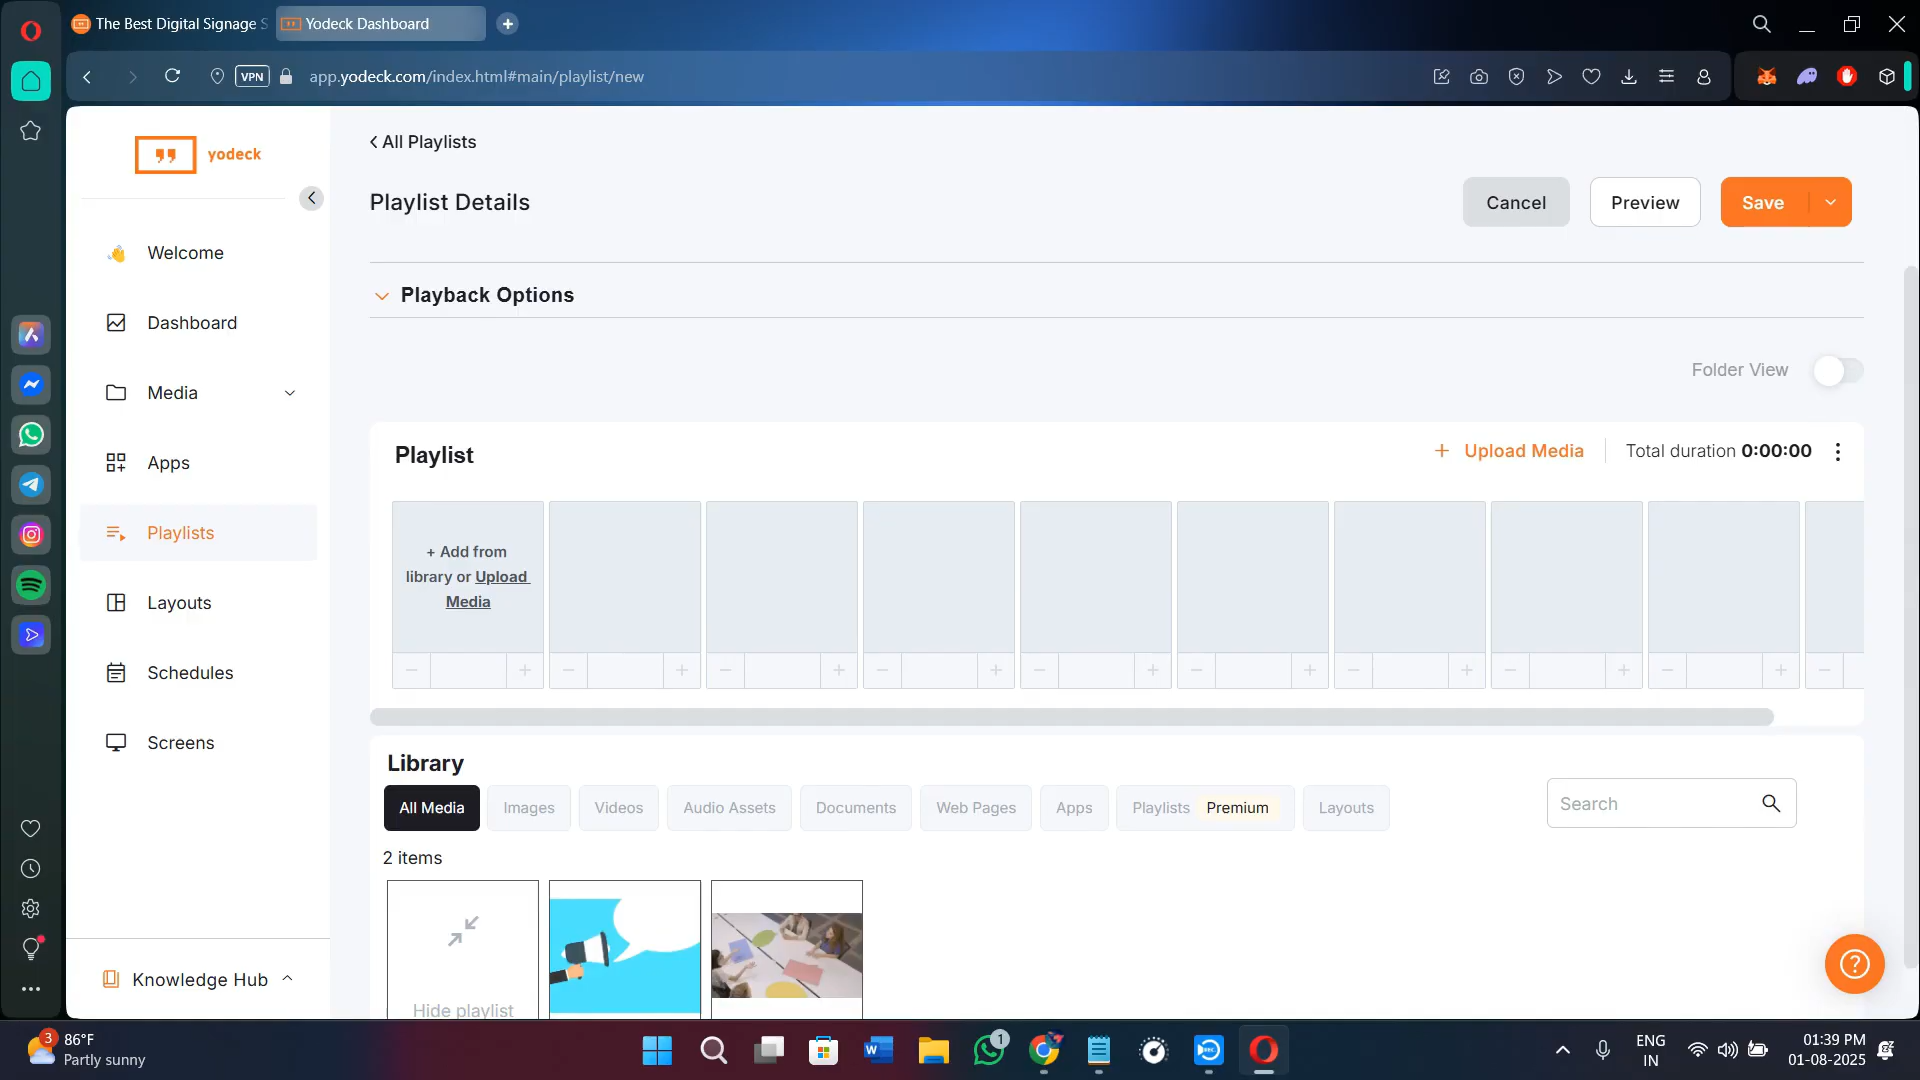 The Best Digital Signage S
Yodeck Dashboard
VPN
app.yodeck.com/index.html#main/playlist/new
yodeck
All Playlists
Playlist Details
Cancel
Preview
Save
Welcome
Playback Options
Dashboard
Folder View
Media
Playlist
Upload Media
Total duration 0:00:00
Apps
+ Add from
library or Upload
Media
Playlists
Layouts
Schedules
Screens
Library
All Media
Images
Videos
Audio Assets
Documents
Web Pages
Apps
Playlists Premium
Layouts
Search
2 items
Hide playlist
Knowledge Hub
3
86°F
Partly sunny
1
ENG
IN
01:39 PM
01-08-2025